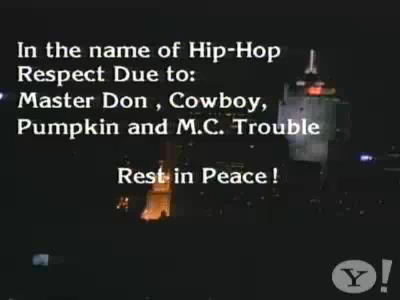 In the name of Hip-Hop
Respect Due to:
Master Don , Cowboy,
Pumpkin and M.C. Trouble
Rest in Peace !
Y!